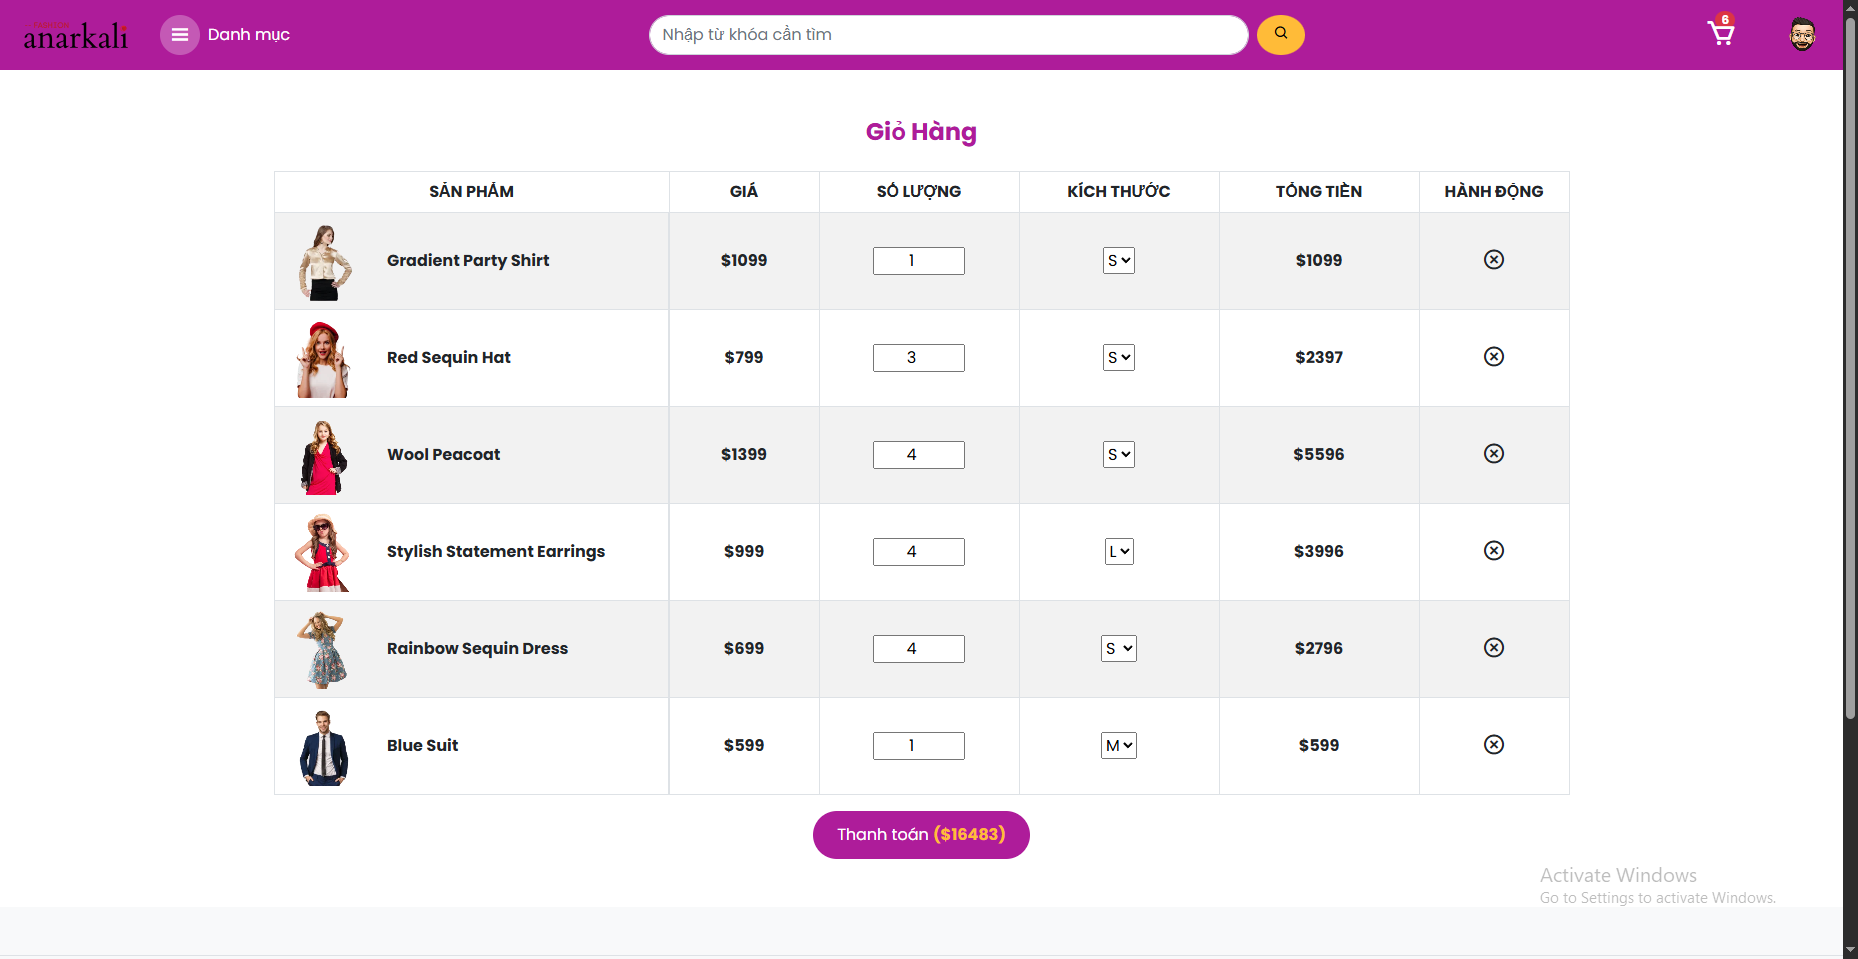 anarkali
Danh mục
Nhập từ khóa cần tìm
6
Giỏ Hàng
SẢN PHẨM GIÁ SỐ LƯỢNG KÍCH THƯỚC TỔNG TIỀN HÀNH ĐỘNG
Gradient Party Shirt $1099 1 S $1099
Red Sequin Hat $799 3 S $2397
Wool Peacoat $1399 4 S $5596
Stylish Statement Earrings $999 4 L $3996
Rainbow Sequin Dress $699 4 S $2796
Blue Suit $599 1 M $599
Thanh toán ($16483)
Activate Windows
Go to Settings to activate Windows.